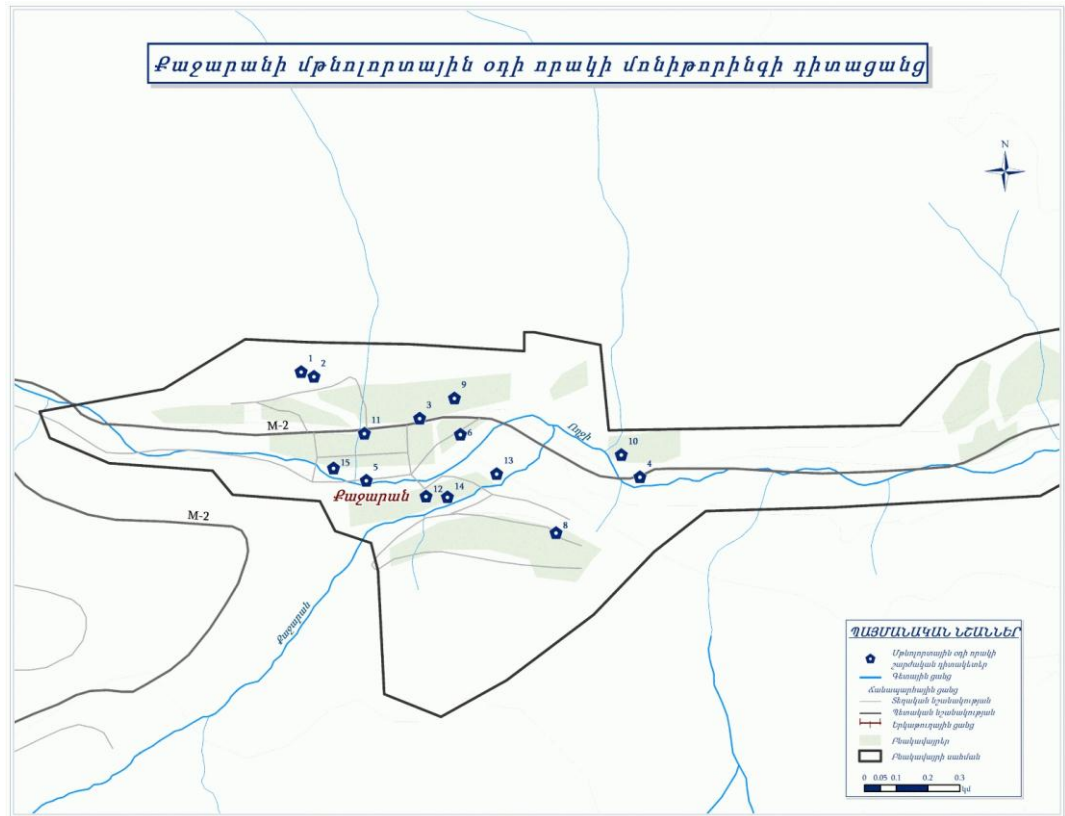 Քաջարանի մթնոլորտային օդի որակի մոնիթորինգի դիտացանց
N
1
2
9
3
11
M-2
6
Ողջի
10
15
5
13
4
Քաջարան
12
14
M-2
8
Քաջարան
ՊԱՅՄԱՆԱԿԱՆ ՆՇԱՆՆԵՐ
Մթնոլորտային օդի որակի
շարժական դիտակետեր
Գետային ցանց
Ճանապարհային ցանց
Տեղական նշանակության
Պետական նշանակության
Երկաթուղային ցանց
Բնակավայրեր
Բնակավայրի սահման
0 0.05 0.1 0.2 0.3
կմ